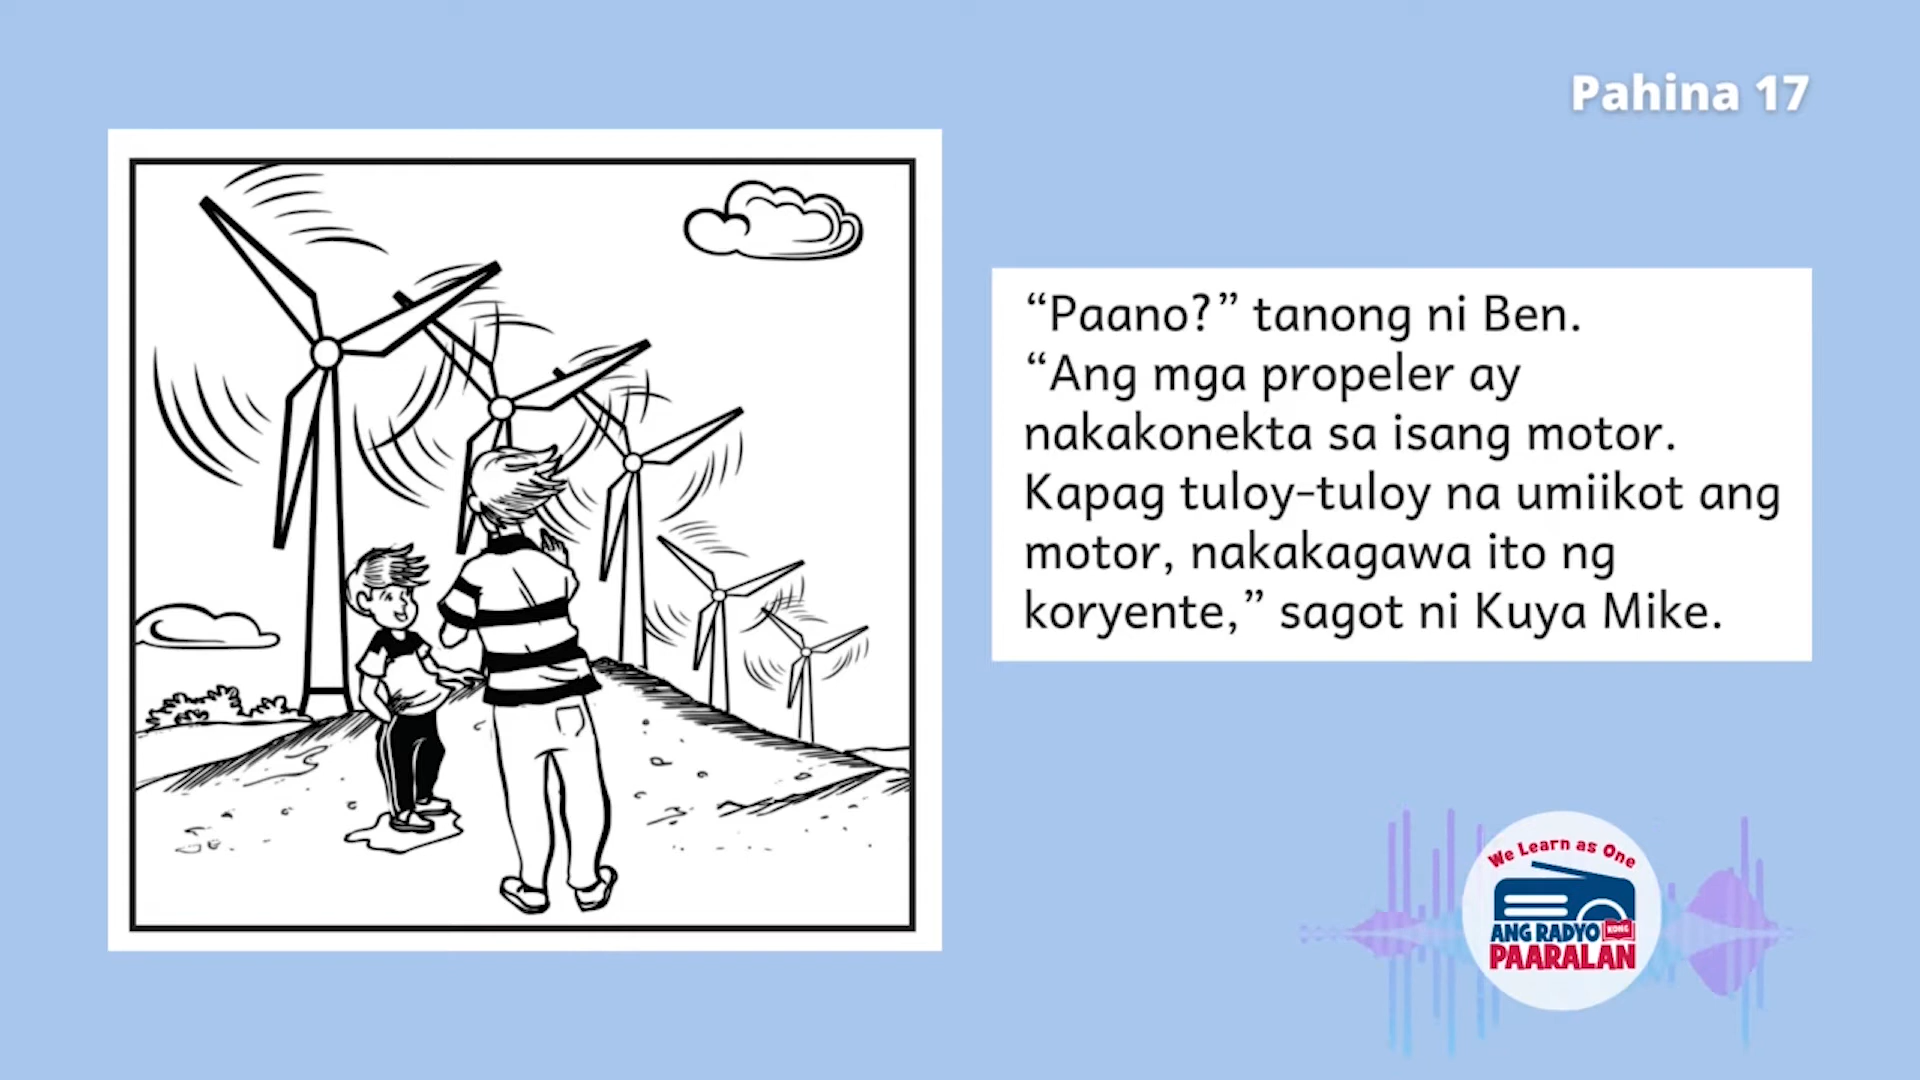 Pahina 17
“Paano?” tanong ni Ben.
“Ang mga propeler ay
nakakonekta sa isang motor.
Kapag tuloy-tuloy na umiikot ang
motor, nakakagawa ito ng
koryente,” sagot ni Kuya Mike.
We Learn as One
ANG RADYO KONG
PAARALAN